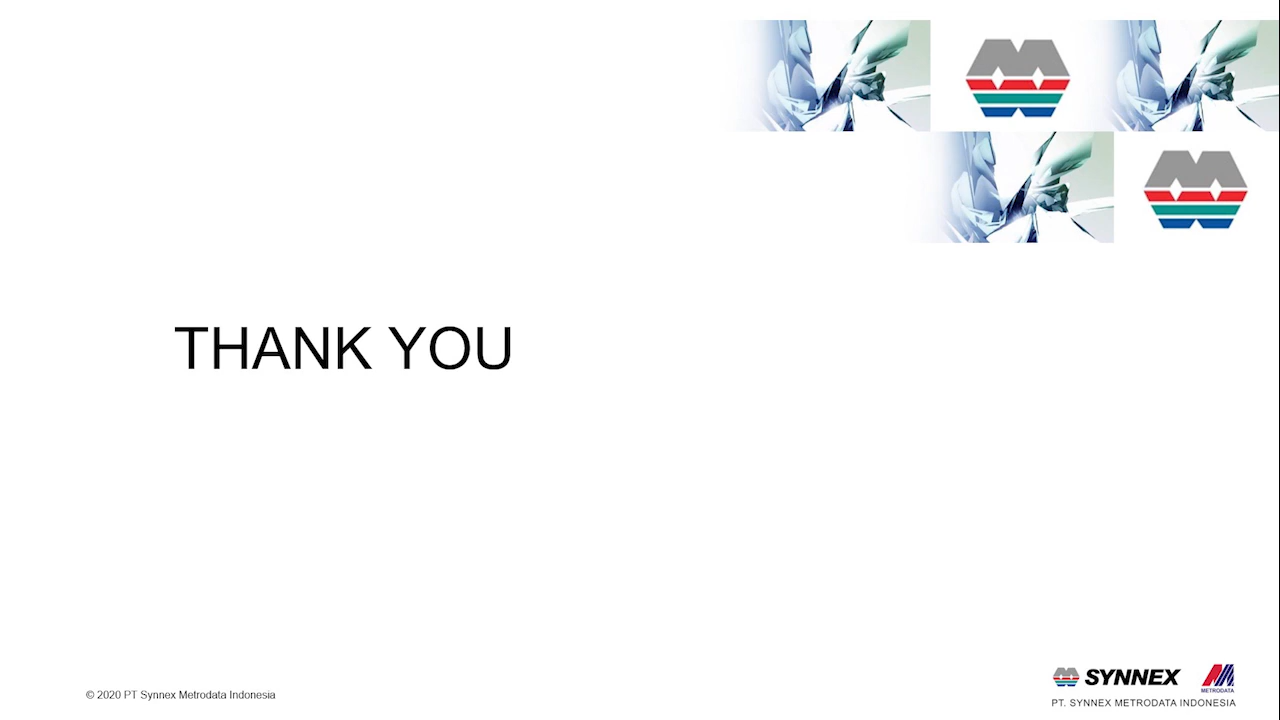 THANK YOU
© 2020 PT Synnex Metrodata Indonesia
SYNNEX
METRODATA
PT. SYNNEX METRODATA INDONESIA